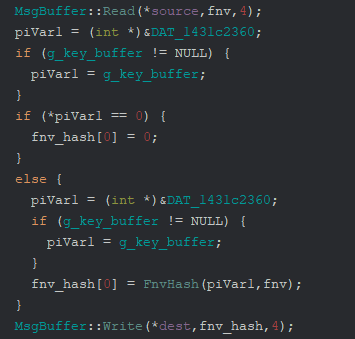 MsgBuffer::Read(*source,fnv,4);
piVar1 = (int *)&DAT_1431c2360;
if (g_key_buffer != NULL) {
  piVar1 = g_key_buffer;
}
if (*piVar1 == 0) {
  fnv_hash[0] = 0;
}
else {
  piVar1 = (int *)&DAT_1431c2360;
  if (g_key_buffer != NULL) {
    piVar1 = g_key_buffer;
  }
  fnv_hash[0] = FnvHash(piVar1,fnv);
}
MsgBuffer::Write(*dest,fnv_hash,4);